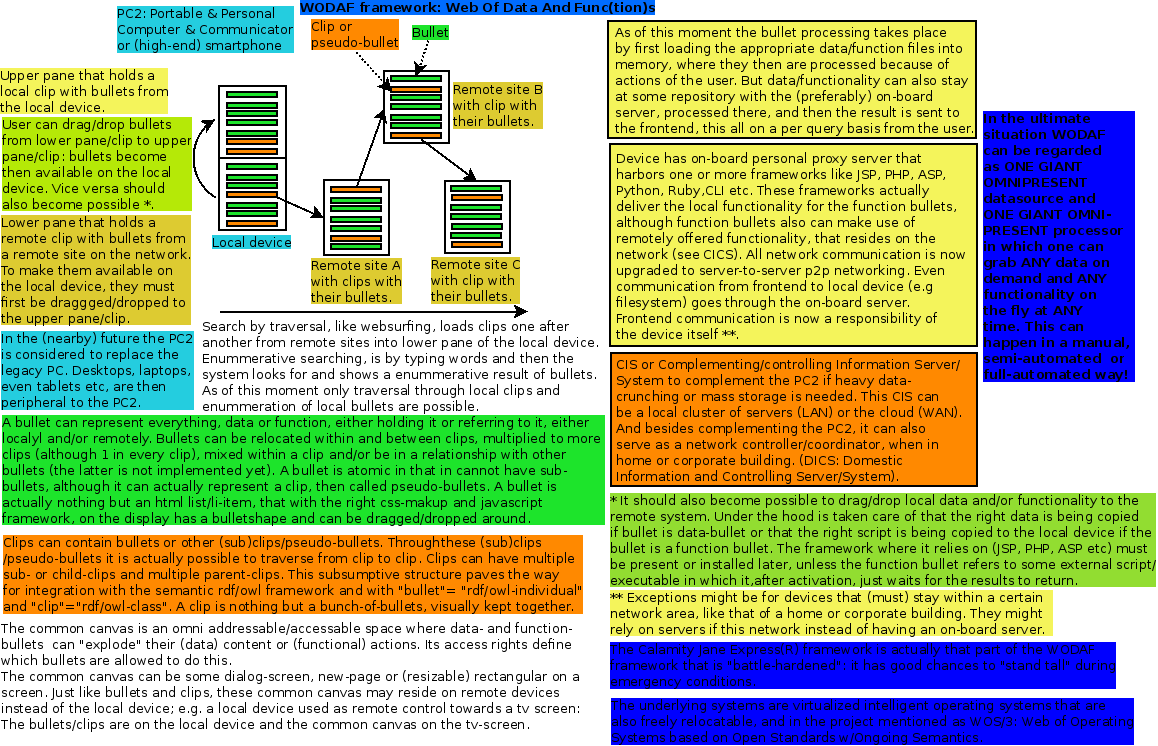 WODAF framework: Web Of Data And Func(tion)s
PC2: Portable & Personal
Computer & Communicator
or (high-end) smartphone
Clip or
pseudo-bullet
Bullet
Upper pane that holds a
local clip with bullets from
the local device.
User can drag/drop bullets
from lower pane/clip to upper
pane/clip: bullets become
then available on the local
device. Vice versa should
also become possible *.
Lower pane that holds a
remote clip with bullets from
a remote site on the network.
To make them available on
the local device, they must
first be draggged/dropped to
the upper pane/clip.
In the (nearby) future the PC2
is considered to replace the
legacy PC. Desktops, laptops,
even tablets etc, are then
peripheral to the PC2.
Local device
Remote site B
with clip with
their bullets.
Remote site A
with clips with
their bullets.
Remote site C
with clip with
their bullets.
Search by traversal, like websurfing, loads clips one after
another from remote sites into lower pane of the local device.
Enummerative searching, is by typing words and then the
system looks for and shows a enummerative result of bullets.
As of this moment only traversal through local clips and
enummeration of local bullets are possible.
A bullet can represent everything, data or function, either holding it or referring to it, either
localyl and/or remotely. Bullets can be relocated within and between clips, multiplied to more
clips (although 1 in every clip), mixed within a clip and/or be in a relationship with other
bullets (the latter is not implemented yet). A bullet is atomic in that in cannot have sub-
bullets, although it can actually represent a clip, then called pseudo-bullets. A bullet is
actually nothing but an html list/li-item, that with the right css-makup and javascript
framework, on the display has a bulletshape and can be dragged/dropped around.
Clips can contain bullets or other (sub)clips/pseudo-bullets. Throughthese (sub)clips
/pseudo-bullets it is actually possible to traverse from clip to clip. Clips can have multiple
sub- or child-clips and multiple parent-clips. This subsumptive structure paves the way
for integration with the semantic rdf/owl framework and with "bullet"= "rdf/owl-individual"
and "clip"="rdf/owl-class". A clip is nothing but a bunch-of-bullets, visually kept together.
The common canvas is an omni addressable/accessable space where data- and function-
bullets can "explode" their (data) content or (functional) actions. Its access rights define
which bullets are allowed to do this.
The common canvas can be some dialog-screen, new-page or (resizable) rectangular on a
screen. Just like bullets and clips, these common canvas may reside on remote devices
instead of the local device; e.g. a local device used as remote control towards a tv screen:
The bullets/clips are on the local device and the common canvas on the tv-screen.
As of this moment the bullet processing takes place
by first loading the appropriate data/function files into
memory, where they then are processed because of
actions of the user. But data/functionality can also stay
at some repository with the (preferably) on-board
server, processed there, and then the result is sent to
the frontend, this all on a per query basis from the user.
Device has on-board personal proxy server that
harbors one or more frameworks like JSP, PHP, ASP,
Python, Ruby,CLI etc. These frameworks actually
deliver the local functionality for the function bullets,
although function bullets also can make use of
remotely offered functionality, that resides on the
network (see CICS). All network communication is now
upgraded to server-to-server p2p networking. Even
communication from frontend to local device (e.g
filesystem) goes through the on-board server.
Frontend communication is now a responsibility of
the device itself **.
In the ultimate
situation WODAF
can be regarded
as ONE GIANT
OMNIPRESENT
datasource and
ONE GIANT OMNI-
PRESENT processor
in which one can
grab ANY data on
demand and ANY
functionality on
the fly at ANY
time. This can
happen in a manual,
semi-automated or
full-automated way!
CIS or Complementing/controlling Information Server/
System to complement the PC2 if heavy data-
crunching or mass storage is needed. This CIS can
be a local cluster of servers (LAN) or the cloud (WAN).
And besides complementing the PC2, it can also
serve as a network controller/coordinator, when in
home or corporate building. (DICS: Domestic
Information and Controlling Server/System).
* It should also become possible to drag/drop local data and/or functionality to the
remote system. Under the hood is taken care of that the right data is being copied
if bullet is data-bullet or that the right script is being copied to the local device if the
bullet is a function bullet. The framework where it relies on (JSP, PHP, ASP etc) must
be present or installed later, unless the function bullet refers to some external script/
executable in which it,after activation, just waits for the results to return.
** Exceptions might be for devices that (must) stay within a certain
network area, like that of a home or corporate building. They might
rely on servers if this network instead of having an on-board server.
The Calamity Jane Express(R) framework is actually that part of the WODAF
framework that is "battle-hardened": it has good chances to "stand tall" during
emergency conditions.
The underlying systems are virtualized intelligent operating systems that are
also freely relocatable, and in the project mentioned as WOS/3: Web of Operating
Systems based on Open Standards w/Ongoing Semantics